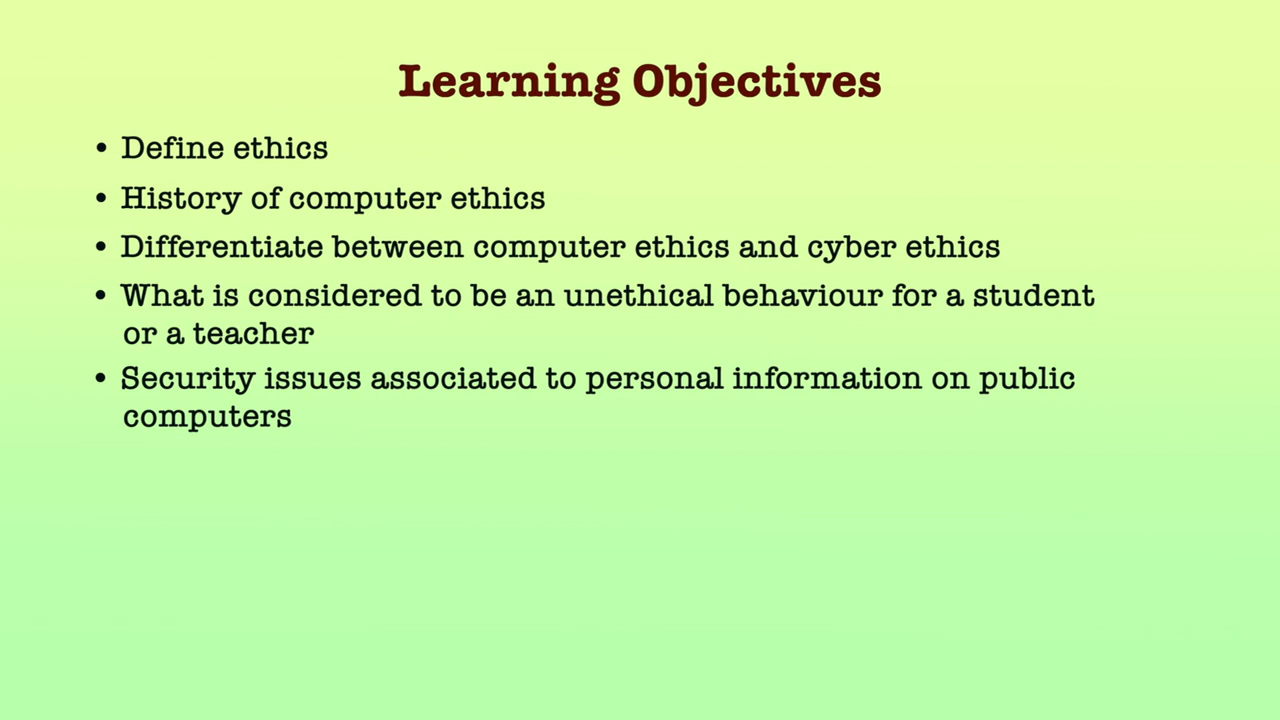 Learning Objectives
• Define ethics
• History of computer ethics
• Differentiate between computer ethics and cyber ethics
• What is considered to be an unethical behaviour for a student
or a teacher
• Security issues associated to personal information on public
computers